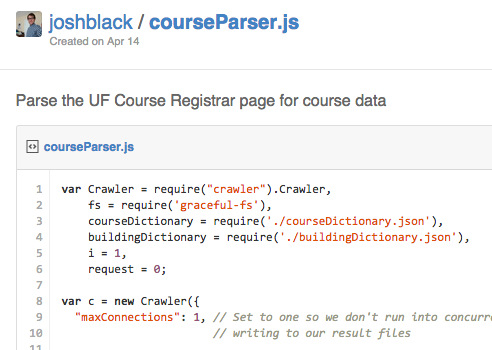 joshblack / courseParser.js
Created on Apr 14
Parse the UF Course Registrar page for course data
courseParser.js
1 var Crawler = require("crawler").Crawler,
2 fs = require('graceful-fs'),
3 courseDictionary = require('./courseDictionary.json'),
4 buildingDictionary = require('./buildingDictionary.json'),
5 i = 1,
6 request = 0;
7
8 var c = new Crawler({
9 "maxConnections": 1, // Set to one so we don't run into concurre
10 // writing to our result files
11